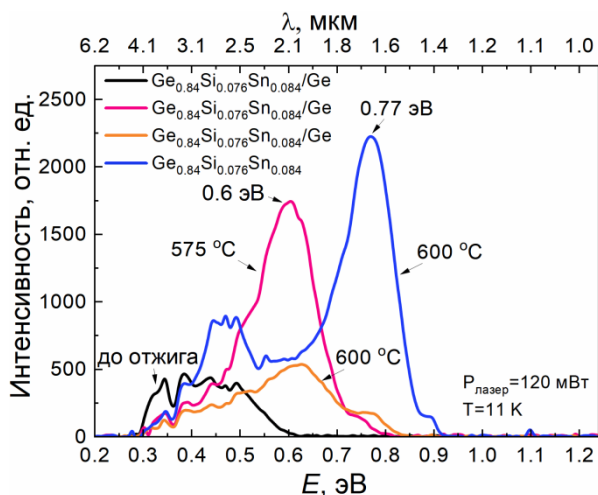 λ, мкм
6.2 4.1 3.1 2.5 2.1 1.8 1.6 1.4 1.2 1.1 1.0
2500
2000
1500
1000
500
0
Интенсивность, отн. ед.
Ge0.84Si0.076Sn0.084/Ge
Ge0.84Si0.076Sn0.084/Ge
Ge0.84Si0.076Sn0.084/Ge
Ge0.84Si0.076Sn0.084
0.77 эВ
0.6 эВ
575 °C
600 °C
до отжига
600 °C
Pлазер=120 мВт
T=11 K
0.2 0.3 0.4 0.5 0.6 0.7 0.8 0.9 1.0 1.1 1.2
E, эВ